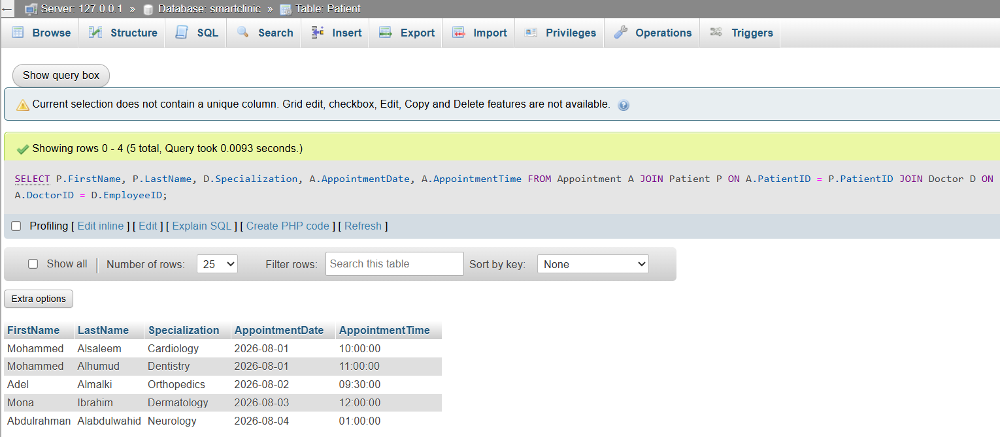 ← Server: 127.0.0.1 » Database: smartclinic » Table: Patient
Browse Structure SQL Search Insert Export Import Privileges Operations Triggers
Show query box
Current selection does not contain a unique column. Grid edit, checkbox, Edit, Copy and Delete features are not available.
Showing rows 0 - 4 (5 total, Query took 0.0093 seconds.)
SELECT P.FirstName, P.LastName, D.Specialization, A.AppointmentDate, A.AppointmentTime FROM Appointment A JOIN Patient P ON A.PatientID = P.PatientID JOIN Doctor D ON
A.DoctorID = D.EmployeeID;
Profiling [ Edit inline ] [ Edit ] [ Explain SQL ] [ Create PHP code ] [ Refresh ]
Show all Number of rows: 25 Filter rows: Search this table Sort by key: None
Extra options
FirstName LastName Specialization AppointmentDate AppointmentTime
Mohammed Alsaleem Cardiology 2026-08-01 10:00:00
Mohammed Alhumud Dentistry 2026-08-01 11:00:00
Adel Almalki Orthopedics 2026-08-02 09:30:00
Mona Ibrahim Dermatology 2026-08-03 12:00:00
Abdulrahman Alabdulwahid Neurology 2026-08-04 01:00:00